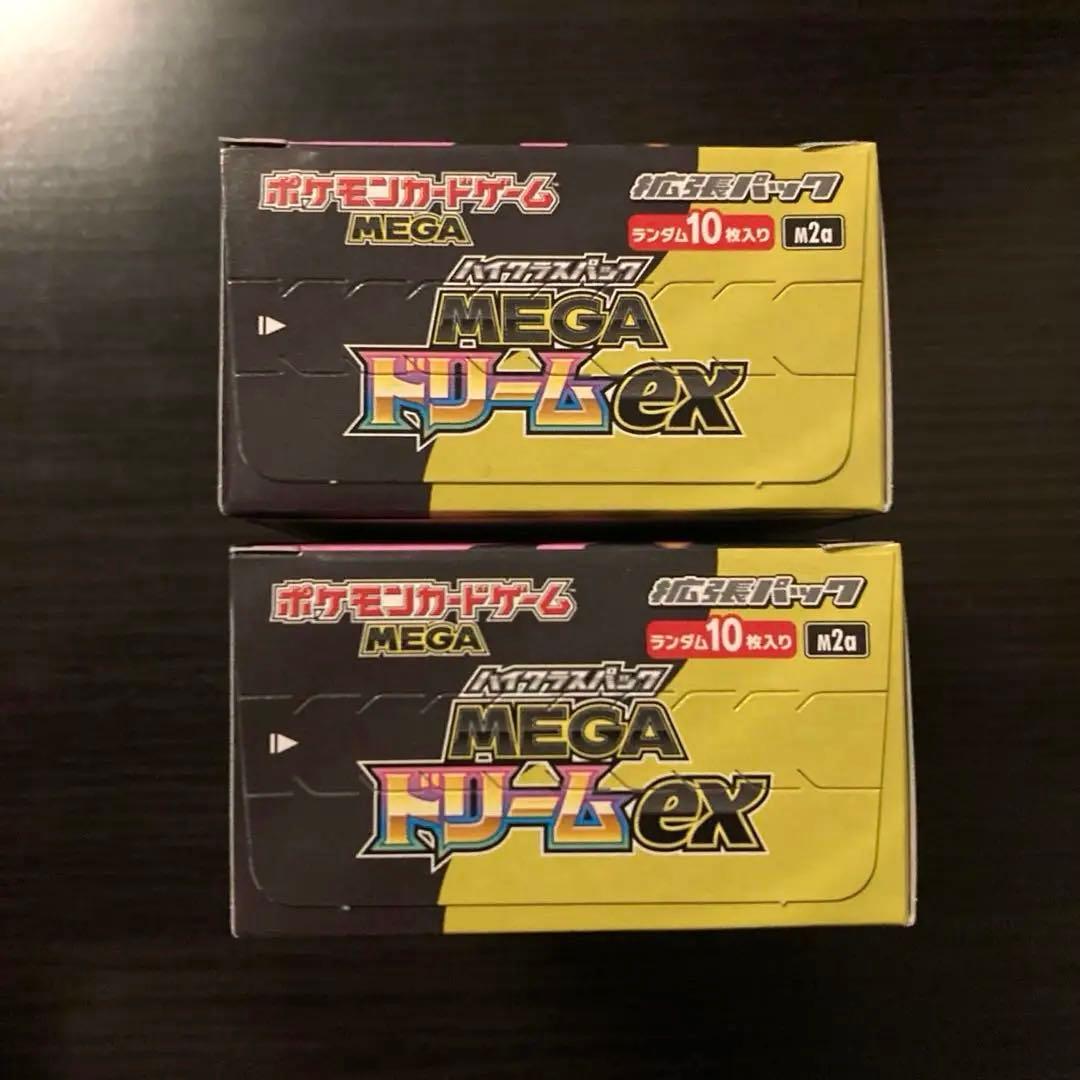 ポケモンカードゲーム
MEGA
拡張パック
ランダム10枚入り M2a
ハイクラスパック
MEGA
ドリームex
ポケモンカードゲーム
MEGA
拡張パック
ランダム10枚入り M2a
ハイクラスパック
MEGA
ドリームex